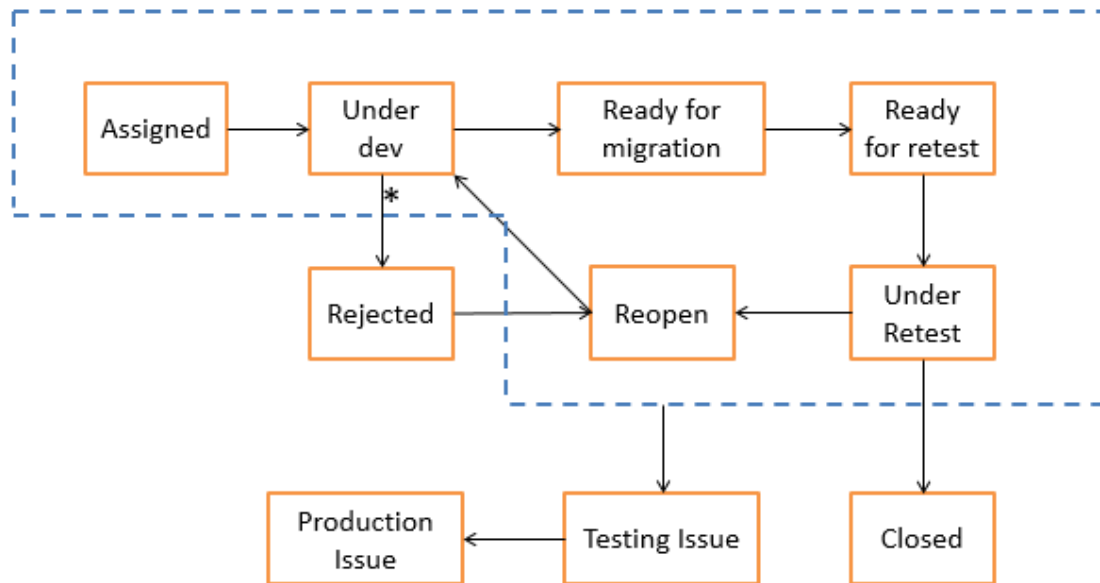 Assigned
Under
dev
Ready for
migration
Ready
for retest
*
Rejected
Reopen
Under
Retest
Production
Issue
Testing Issue
Closed